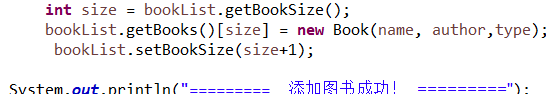 int size = bookList.getBookSize();
bookList.getBooks()[size] = new Book(name, author,type);
bookList.setBookSize(size+1);
System.out.println("========= 添加图书成功！ =========");